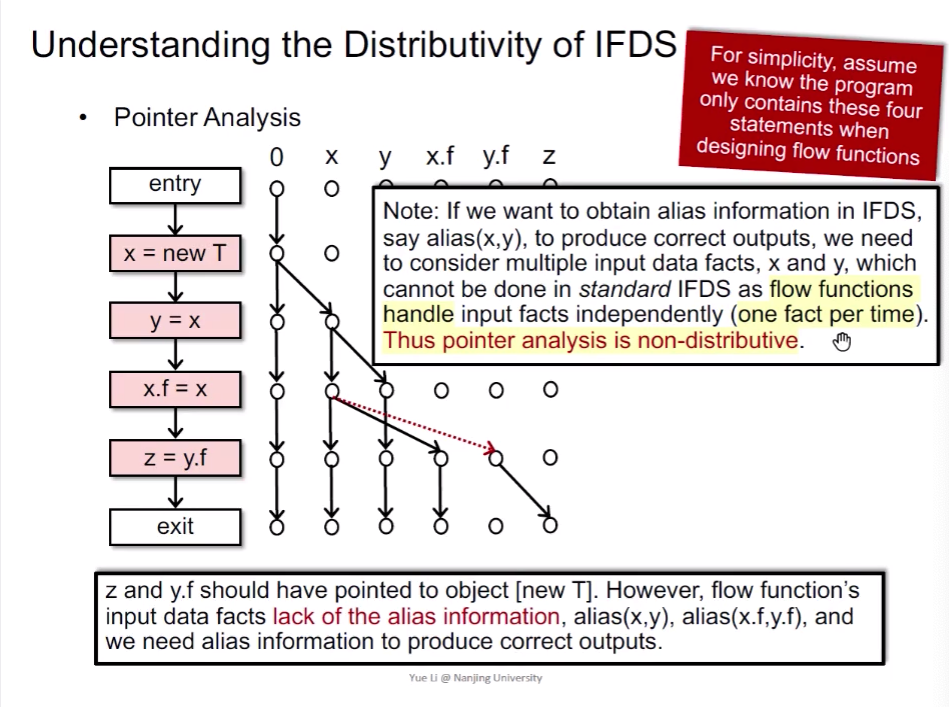 Understanding the Distributivity of IFDS
For simplicity, assume
we know the program
only contains these four
statements when
designing flow functions
• Pointer Analysis
0 x y x.f y.f z
entry
x = new T
y = x
x.f = x
z = y.f
exit
Note: If we want to obtain alias information in IFDS,
say alias(x,y), to produce correct outputs, we need
to consider multiple input data facts, x and y, which
cannot be done in standard IFDS as flow functions
handle input facts independently (one fact per time).
Thus pointer analysis is non-distributive.
z and y.f should have pointed to object [new T]. However, flow function's
input data facts lack of the alias information, alias(x,y), alias(x.f,y.f), and
we need alias information to produce correct outputs.
Yue Li @ Nanjing University